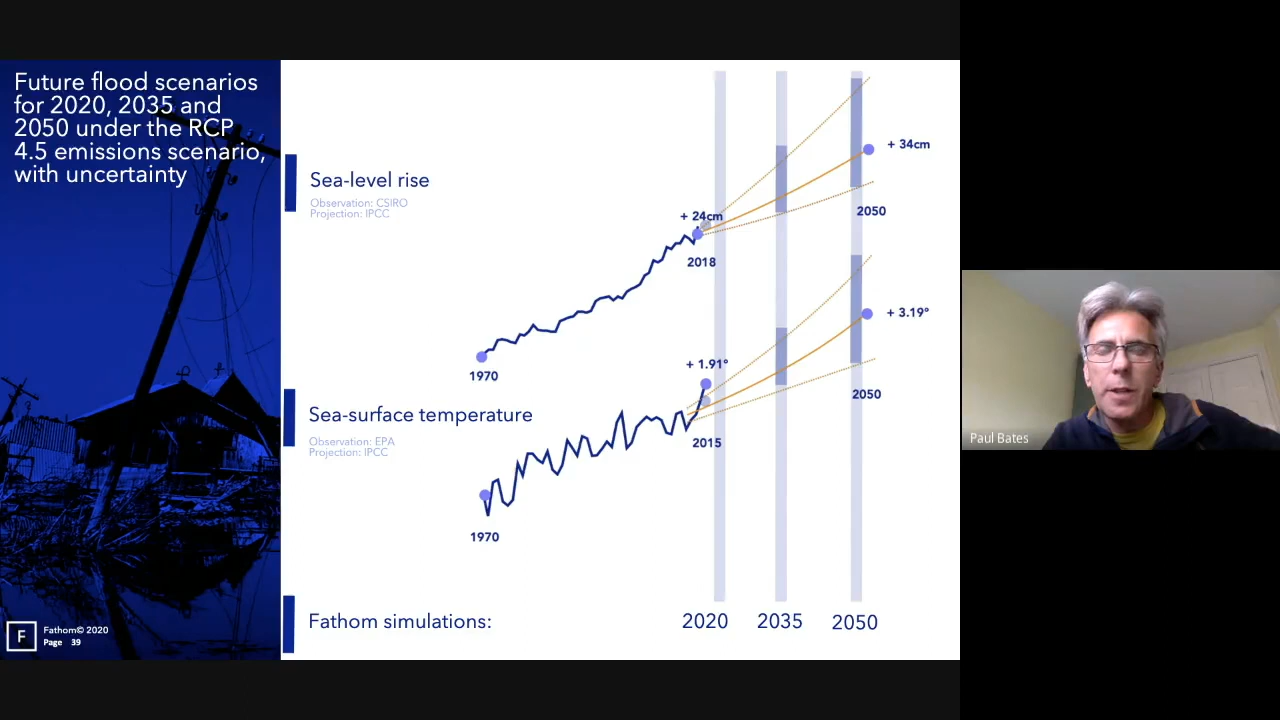 Future flood scenarios
for 2020, 2035 and
2050 under the RCP
4.5 emissions scenario,
with uncertainty
Sea-level rise
Observation: CSIRO
Projection: IPCC
+ 34cm
2050
+ 24cm
2018
1970
Sea-surface temperature
Observation: EPA
Projection: IPCC
+ 3.19°
2050
+ 1.91°
2015
1970
Fathom simulations:
2020
2035
2050
F
Fathom© 2020
Page 39
Paul Bates